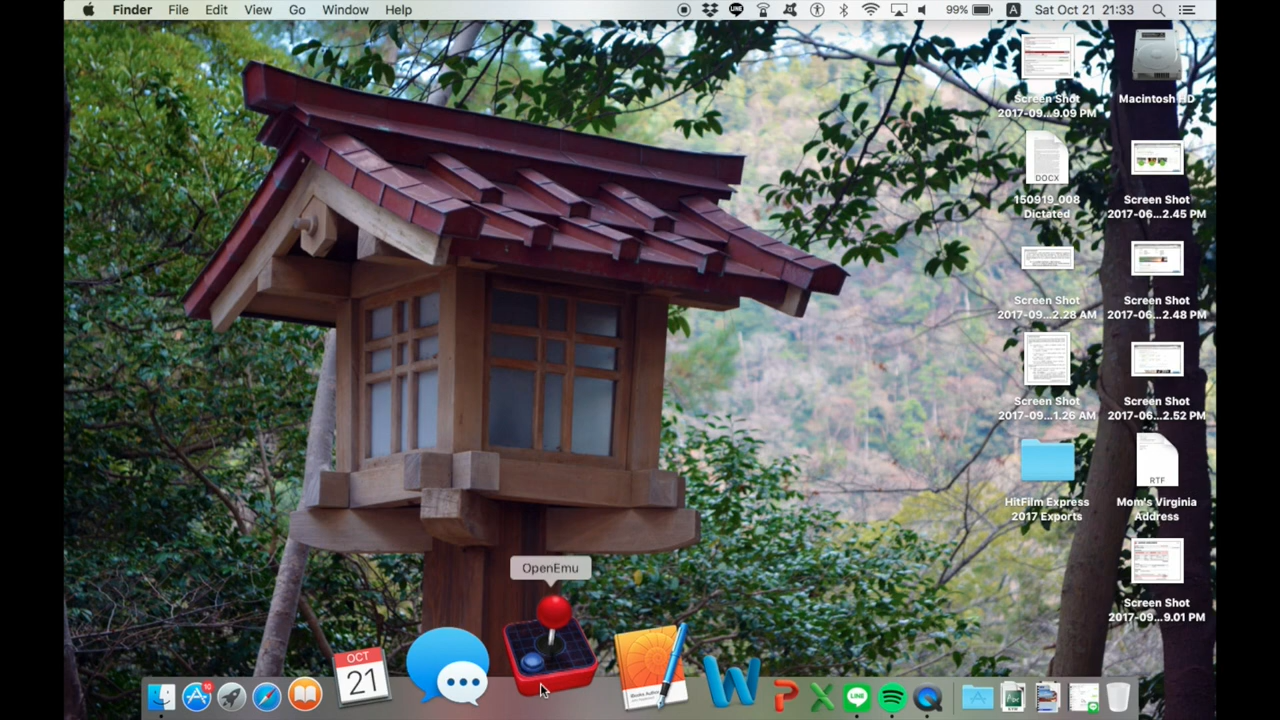 Finder File Edit View Go Window Help
99% A Sat Oct 21 21:33
Screen Shot
2017-09...9.09 PM
Macintosh HD
DOCX
150919_008
Dictated
Screen Shot
2017-06...2.45 PM
Screen Shot
2017-09...2.28 AM
Screen Shot
2017-06...2.48 PM
Screen Shot
2017-09...1.26 AM
Screen Shot
2017-06...2.52 PM
HitFilm Express
2017 Exports
RTF
Mom's Virginia
Address
Screen Shot
2017-09...9.01 PM
OpenEmu
OCT
21
10
Books Author
W
P
X
LINE